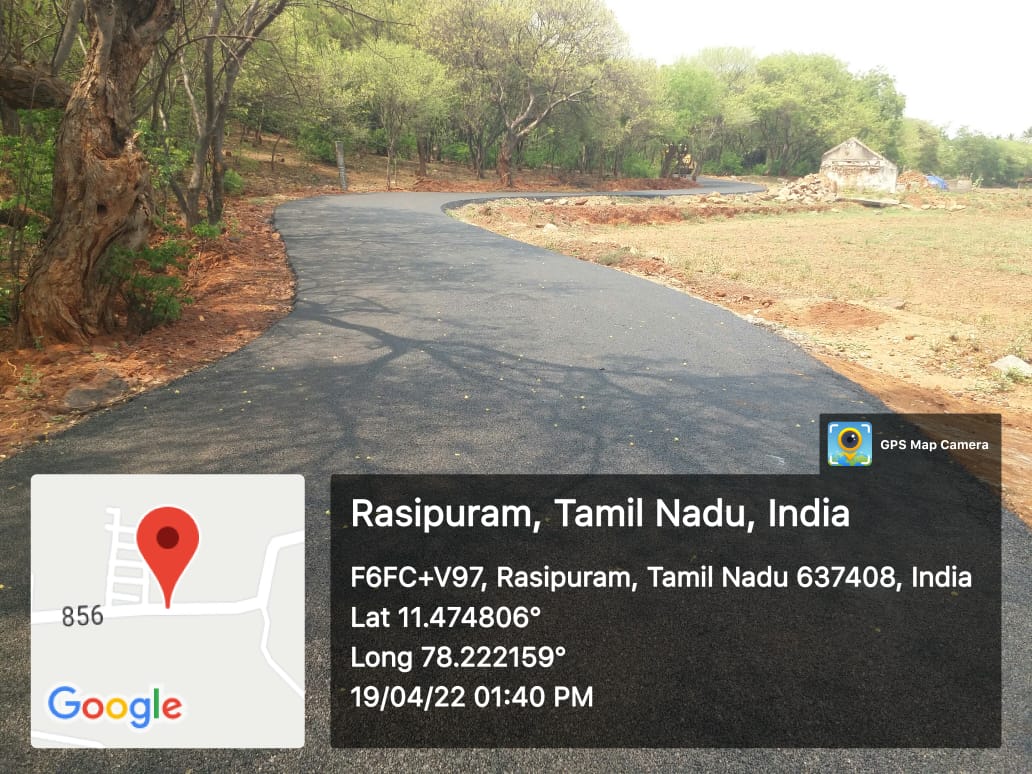 GPS Map Camera
Rasipuram, Tamil Nadu, India
F6FC+V97, Rasipuram, Tamil Nadu 637408, India
Lat 11.474806°
Long 78.222159°
19/04/22 01:40 PM
856
Google